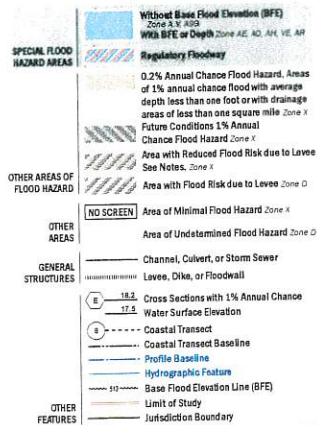 Without Base Flood Elevation (BFE)
Zone A, V, A99
SPECIAL FLOOD
HAZARD AREAS
With BFE or Depth Zone AE, AO, AH, VE, AR
Regulatory Floodway
0.2% Annual Chance Flood Hazard, Areas
of 1% annual chance flood with average
depth less than one foot or with drainage
areas of less than one square mile Zone X
Future Conditions 1% Annual
Chance Flood Hazard Zone X
Area with Reduced Flood Risk due to Levee
See Notes. Zone X
OTHER AREAS OF
FLOOD HAZARD
Area with Flood Risk due to Levee Zone D
NO SCREEN Area of Minimal Flood Hazard Zone X
OTHER
AREAS
Area of Undetermined Flood Hazard Zone D
GENERAL
STRUCTURES
Channel, Culvert, or Storm Sewer
Levee, Dike, or Floodwall
18.2 Cross Sections with 1% Annual Chance
17.5 Water Surface Elevation
8 Coastal Transect
Coastal Transect Baseline
Profile Baseline
Hydrographic Feature
513 Base Flood Elevation Line (BFE)
OTHER
FEATURES
Limit of Study
Jurisdiction Boundary